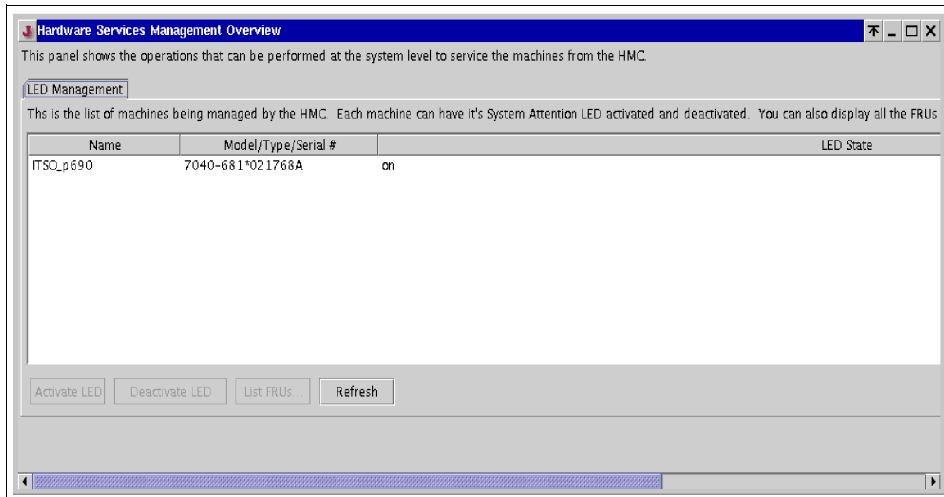 Hardware Services Management Overview
This panel shows the operations that can be performed at the system level to service the machines from the HMC.
LED Management
Ths is the list of machines being managed by the HMC. Each machine can have it's System Attention LED activated and deactivated. You can also display all the FRUs
Name Model/Type/Serial # LED State
ITSO_p690 7040-681*021768A on
Activate LED Deactivate LED List FRUs... Refresh